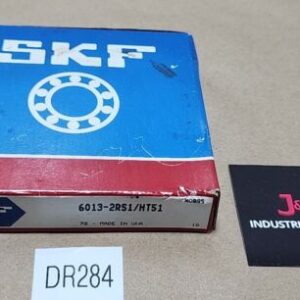 SKF
6013-2RS1/HT51
MADE IN USA
DR284
J&
INDUSTRI